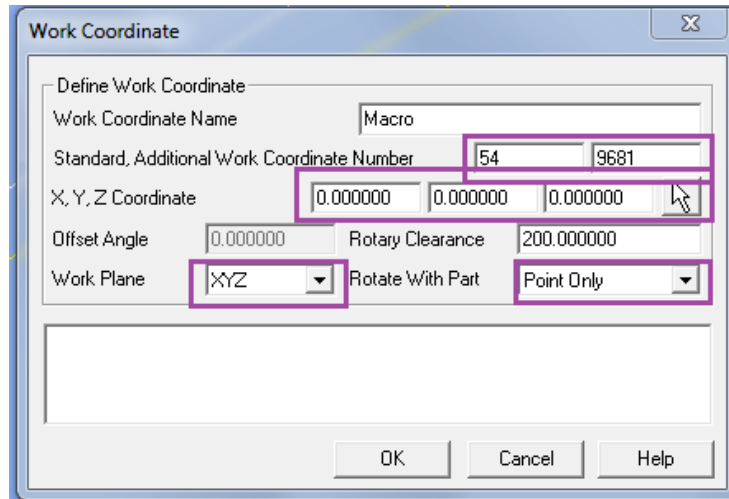 Work Coordinate
Define Work Coordinate
Work Coordinate Name Macro
Standard, Additional Work Coordinate Number 54 9681
X, Y, Z Coordinate 0.000000 0.000000 0.000000
Offset Angle 0.000000 Rotary Clearance 200.000000
Work Plane XYZ Rotate With Part Point Only
OK Cancel Help